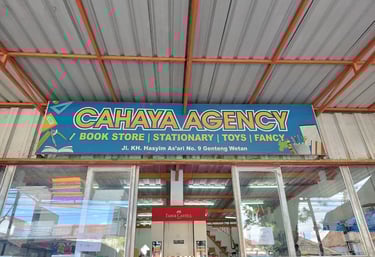 CAHAYA AGENCY
BOOK STORE | STATIONARY | TOYS | FANCY
Jl. KH. Hasyim As'ari No. 9 Genteng Wetan
FABER-CASTELL